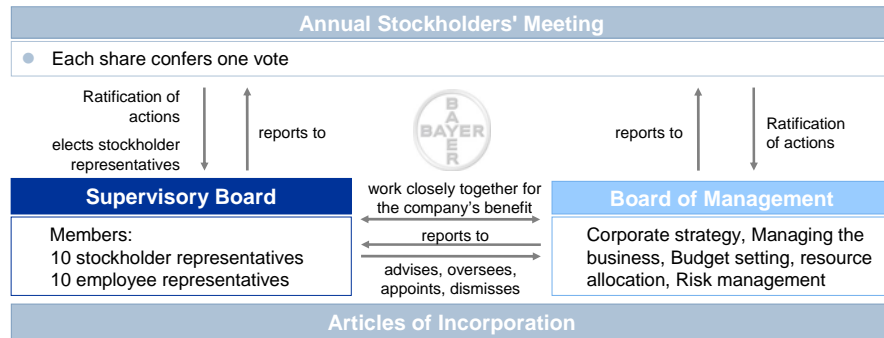 Annual Stockholders' Meeting
Each share confers one vote
Ratification of
actions
elects stockholder
representatives
reports to
BAYER
BAYER
reports to
Ratification
of actions
Supervisory Board
work closely together for
the company’s benefit
Board of Management
Members:
10 stockholder representatives
10 employee representatives
reports to
advises, oversees,
appoints, dismisses
Corporate strategy, Managing the
business, Budget setting, resource
allocation, Risk management
Articles of Incorporation